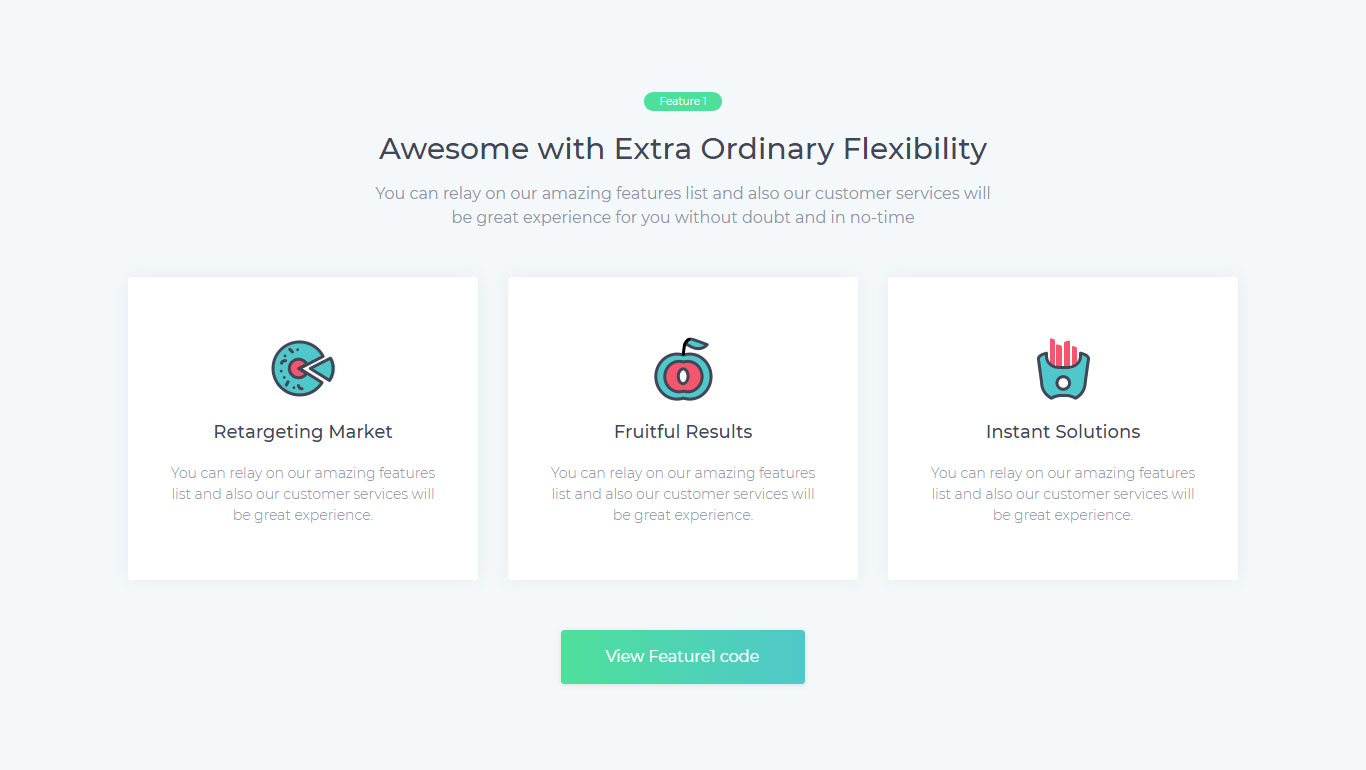 Feature 1
Awesome with Extra Ordinary Flexibility
You can relay on our amazing features list and also our customer services will
be great experience for you without doubt and in no-time
Retargeting Market
You can relay on our amazing features
list and also our customer services will
be great experience.
Fruitful Results
You can relay on our amazing features
list and also our customer services will
be great experience.
Instant Solutions
You can relay on our amazing features
list and also our customer services will
be great experience.
View Feature1 code